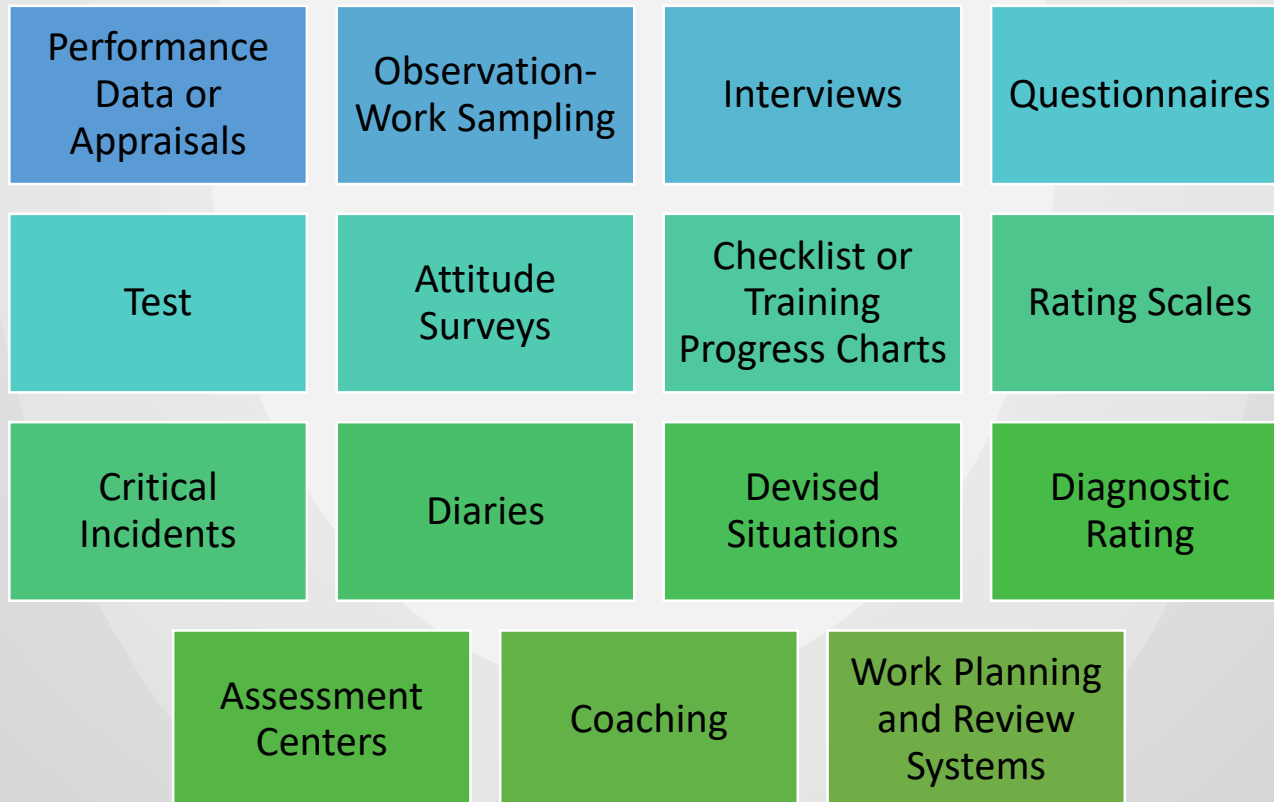 Performance
Data or
Appraisals
Observation-
Work Sampling
Interviews
Questionnaires
Test
Attitude
Surveys
Checklist or
Training
Progress Charts
Rating Scales
Critical
Incidents
Diaries
Devised
Situations
Diagnostic
Rating
Assessment
Centers
Coaching
Work Planning
and Review
Systems